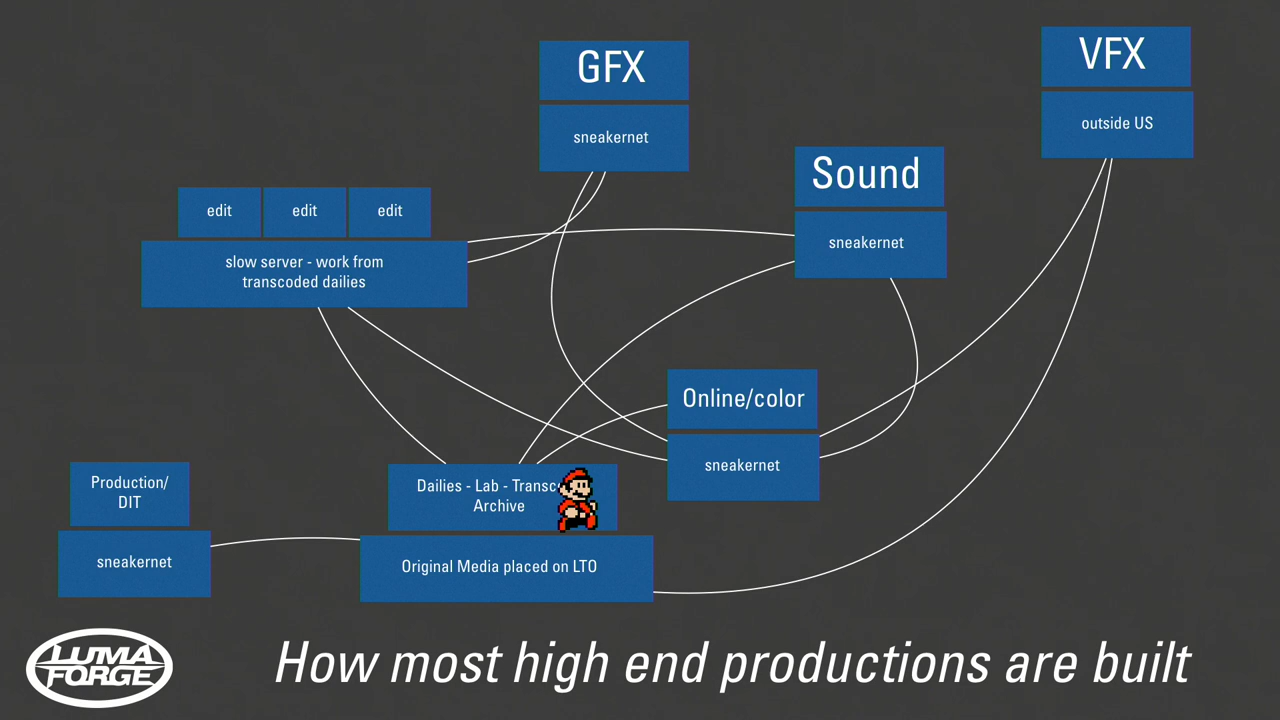 GFX
sneakernet
VFX
outside US
Sound
sneakernet
edit
edit
edit
slow server - work from
transcoded dailies
Online/color
sneakernet
Production/
DIT
sneakernet
Dailies - Lab -
Archive
Original Media placed on LTO
LUMA
FORGE
How most high end productions are built